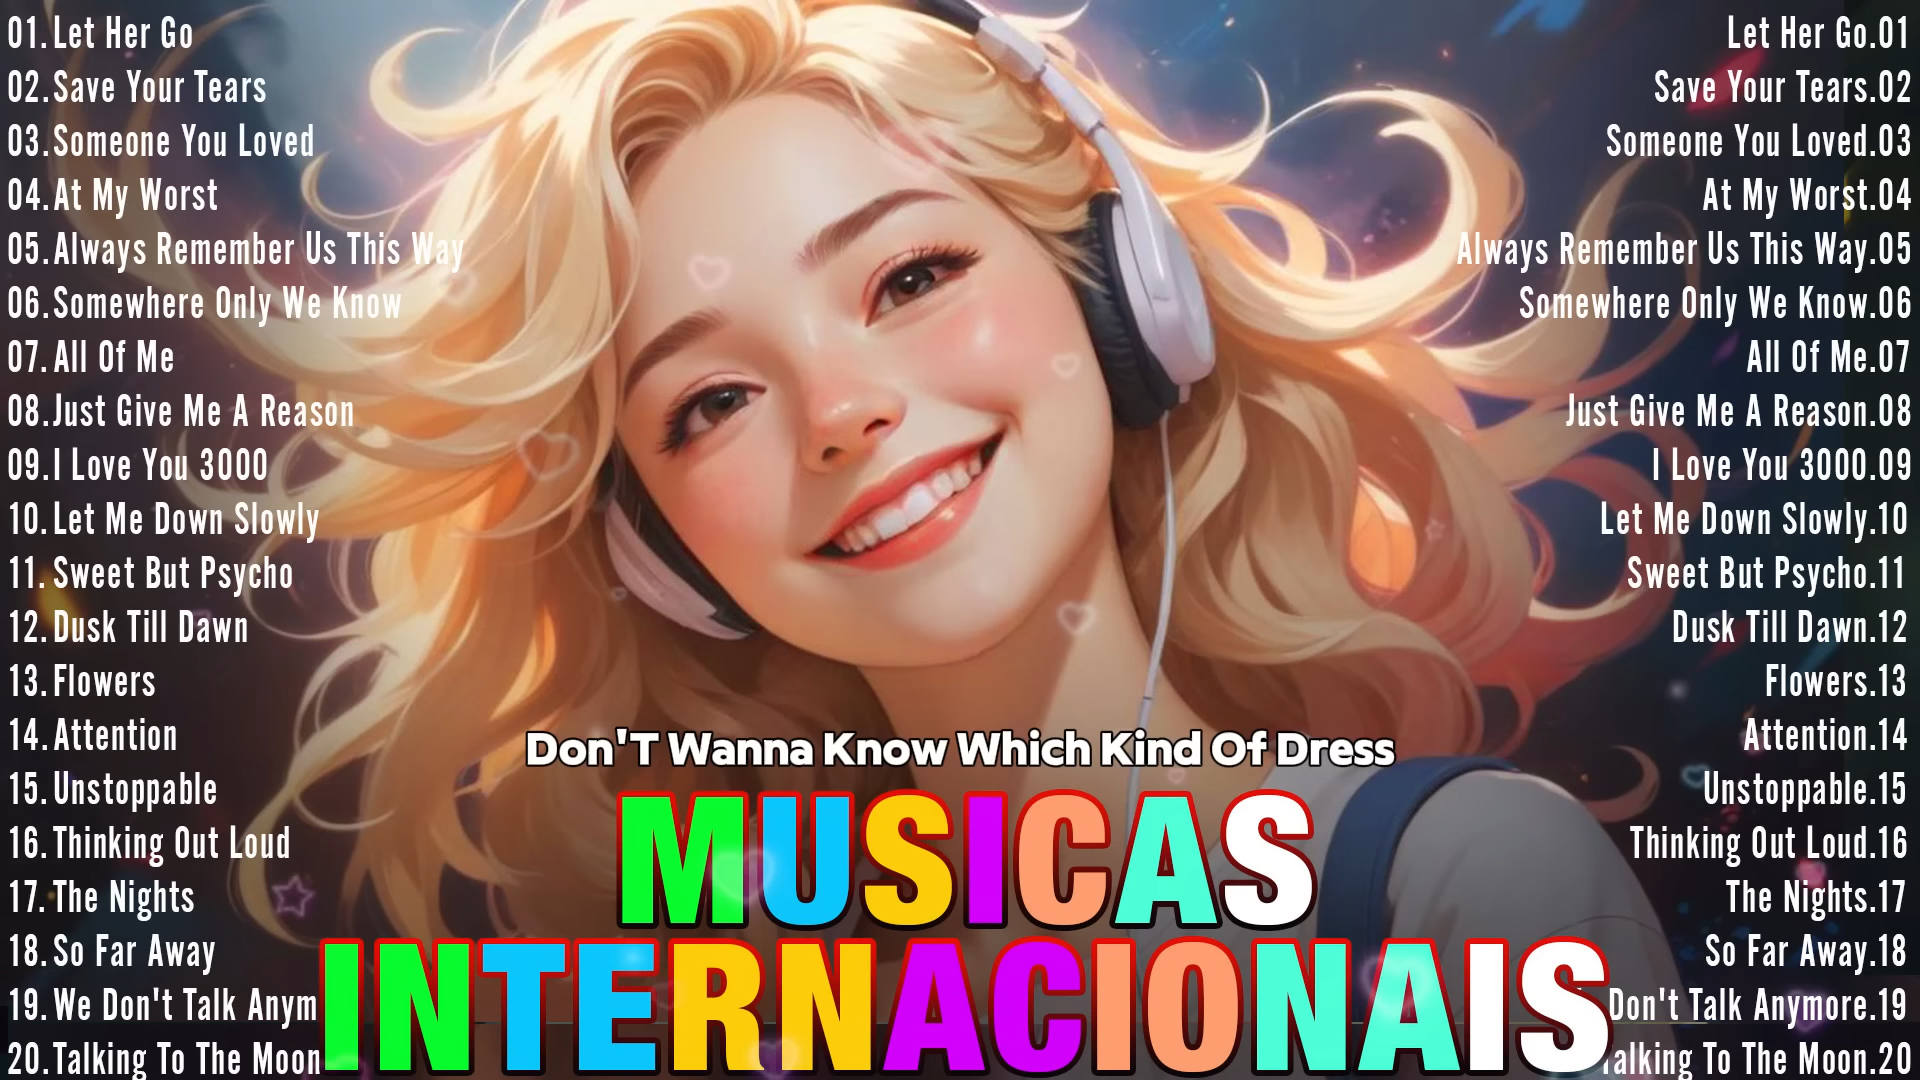 01.Let Her Go
02.Save Your Tears
03.Someone You Loved
04.At My Worst
05.Always Remember Us This Way
06.Somewhere Only We Know
07.All Of Me
08.Just Give Me A Reason
09.I Love You 3000
10.Let Me Down Slowly
11.Sweet But Psycho
12.Dusk Till Dawn
13.Flowers
14.Attention
15.Unstoppable
16.Thinking Out Loud
17.The Nights
18.So Far Away
19.We Don't Talk Anym
20.Talking To The Moon
Let Her Go.01
Save Your Tears.02
Someone You Loved.03
At My Worst.04
Always Remember Us This Way.05
Somewhere Only We Know.06
All Of Me.07
Just Give Me A Reason.08
I Love You 3000.09
Let Me Down Slowly.10
Sweet But Psycho.11
Dusk Till Dawn.12
Flowers.13
Attention.14
Unstoppable.15
Thinking Out Loud.16
The Nights.17
So Far Away.18
Don't Talk Anymore.19
alking To The Moon.20
Don'T Wanna Know Which Kind Of Dress
MUSICAS
INTERNACIONAIS